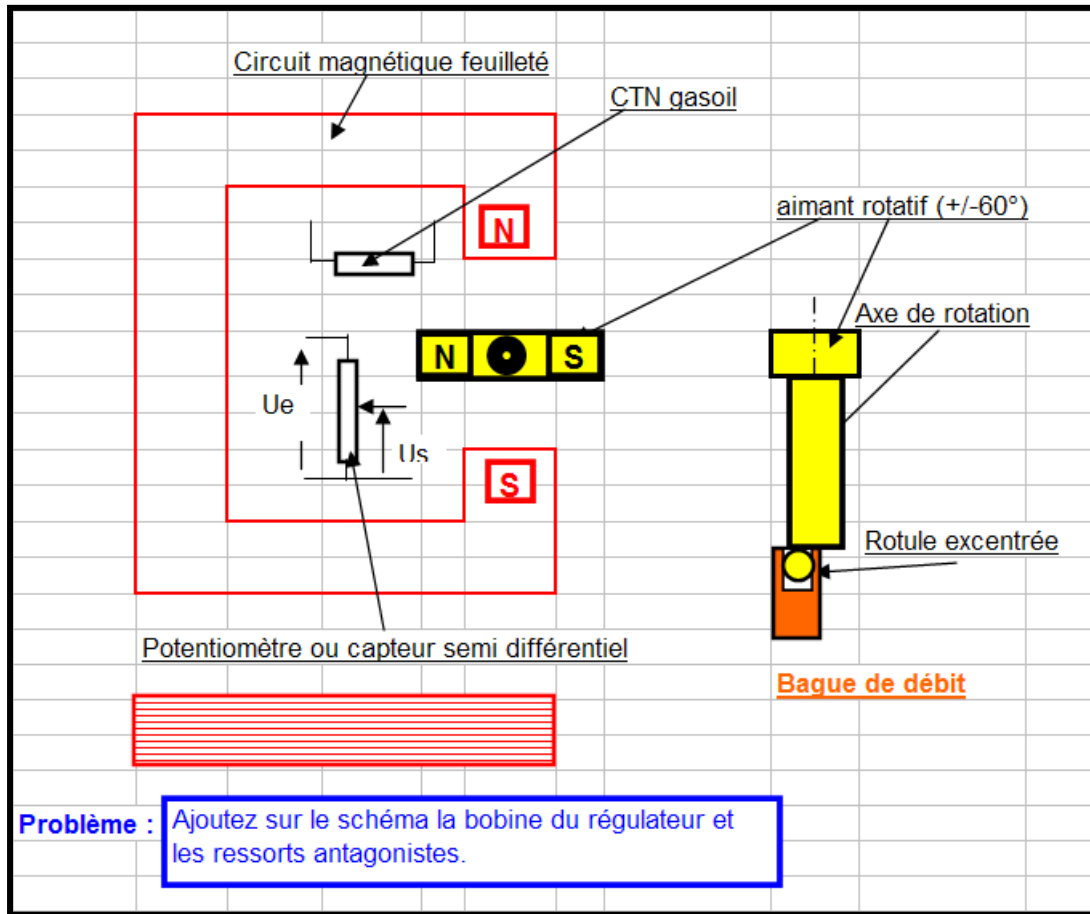 Circuit magnétique feuilleté
CTN gasoil
N
aimant rotatif (+/-60°)
Axe de rotation
N
S
Ue
Us
S
Rotule excentrée
Potentiomètre ou capteur semi différentiel
Bague de débit
Problème :
Ajoutez sur le schéma la bobine du régulateur et
les ressorts antagonistes.